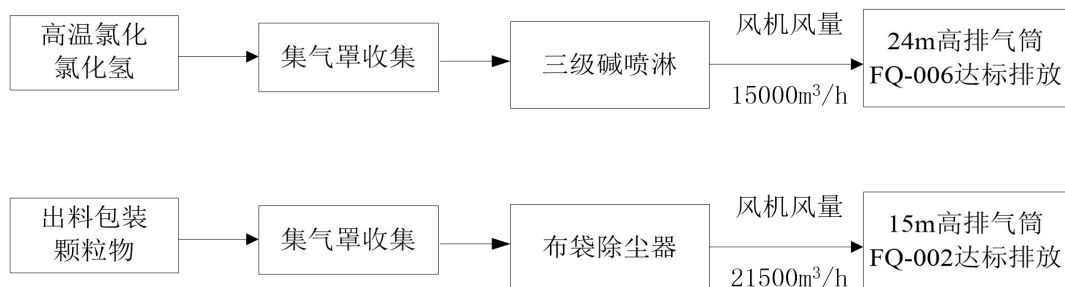 高温氯化
氯化氢
集气罩收集
三级碱喷淋
风机风量
15000m³/h
24m高排气筒
FQ-006达标排放
出料包装
颗粒物
集气罩收集
布袋除尘器
风机风量
21500m³/h
15m高排气筒
FQ-002达标排放